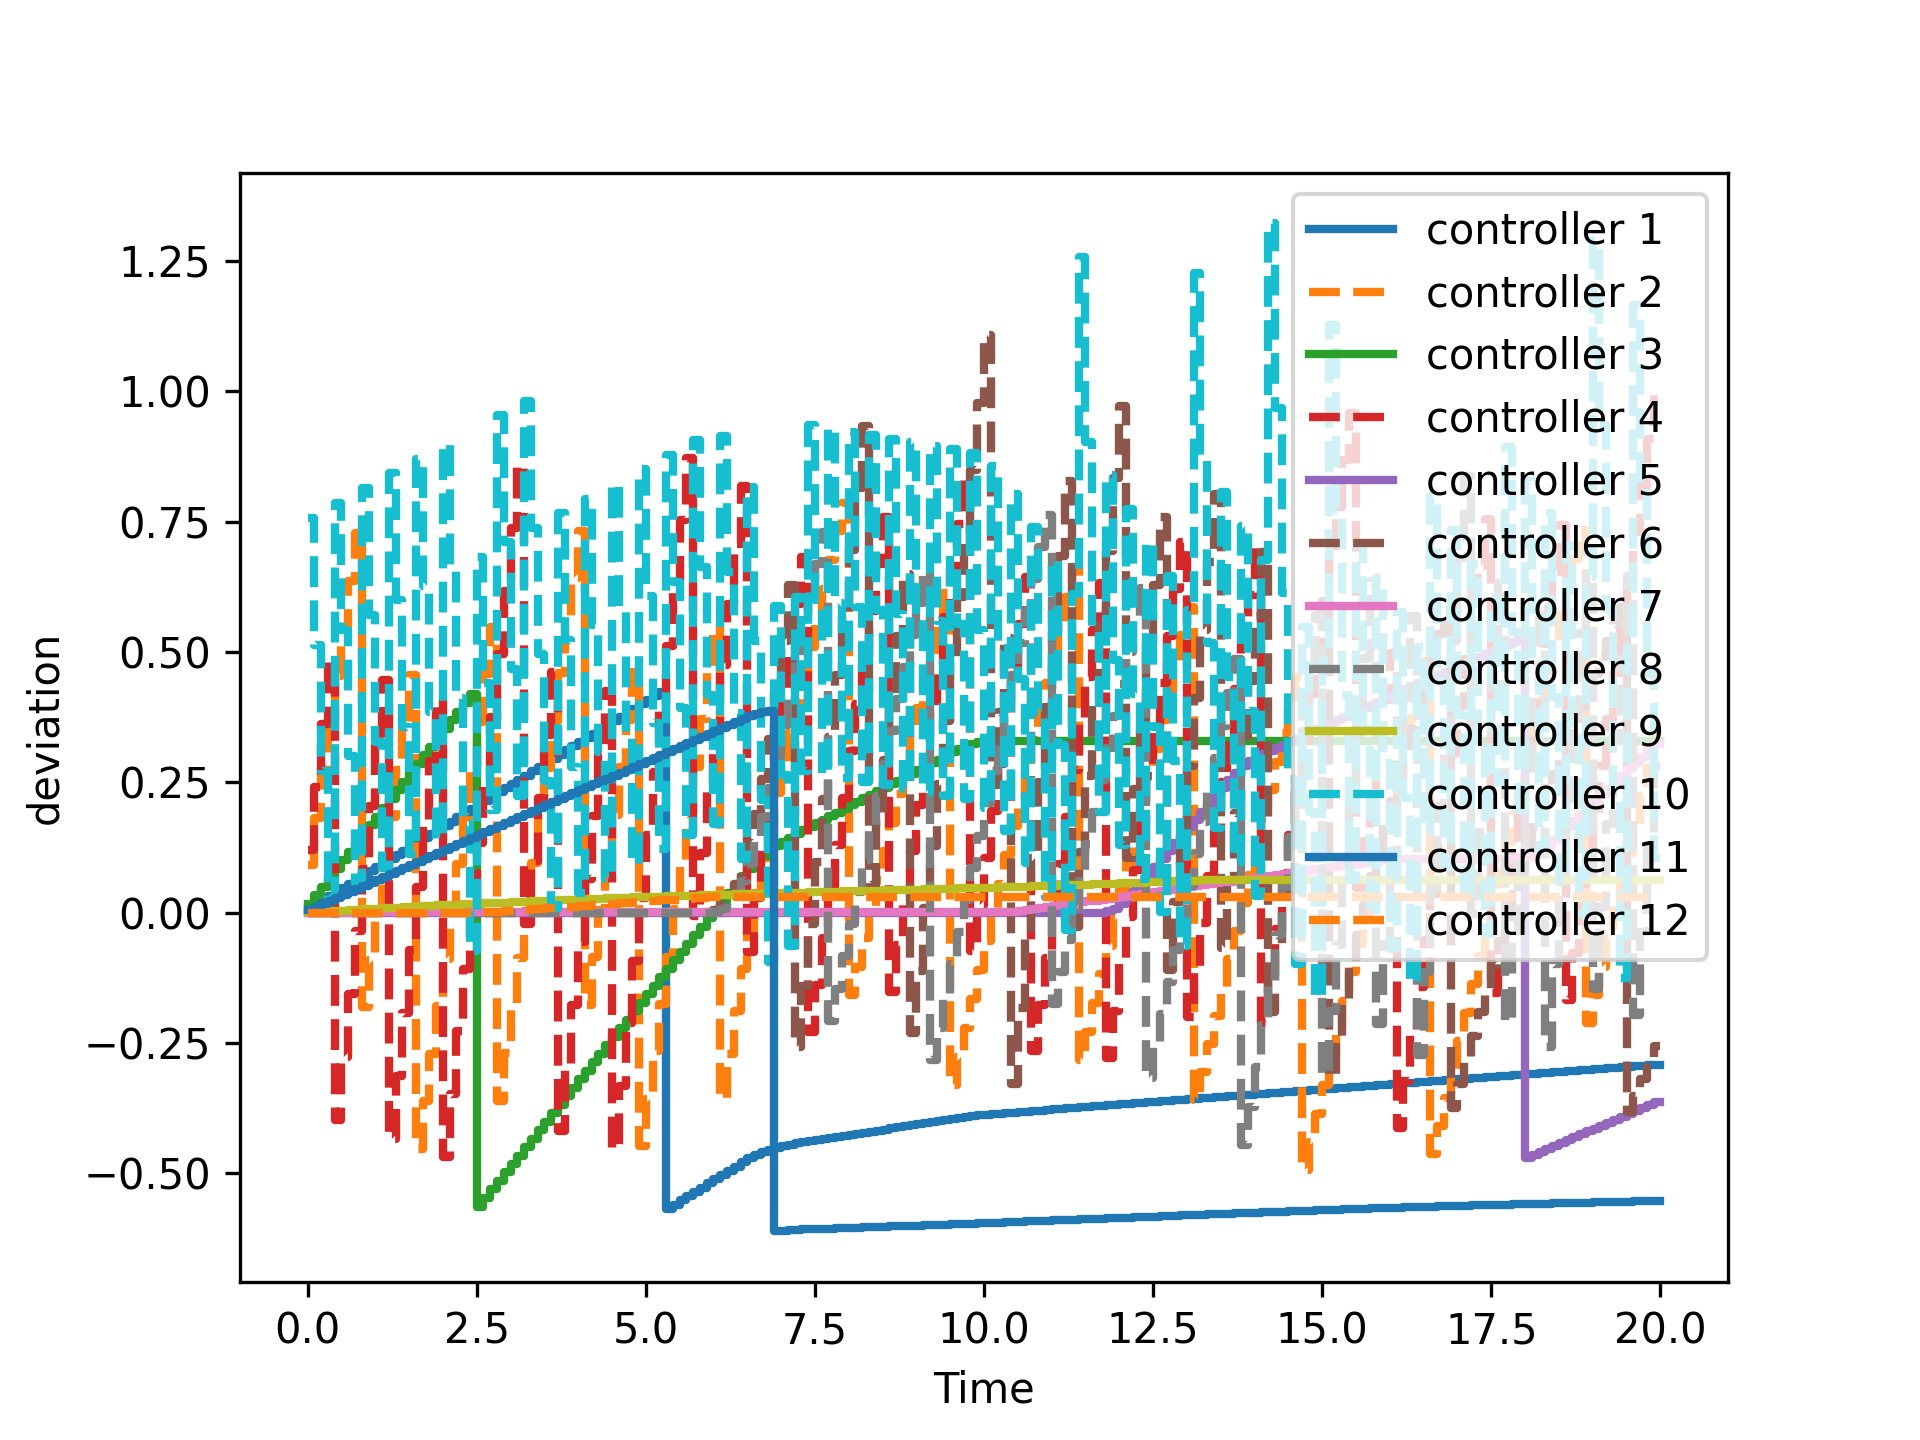 deviation
1.25
1.00
0.75
0.50
0.25
0.00
−0.25
−0.50
controller 1
controller 2
controller 3
controller 4
controller 5
controller 6
controller 7
controller 8
controller 9
controller 10
controller 11
controller 12
0.0 2.5 5.0 7.5 10.0 12.5 15.0 17.5 20.0
Time